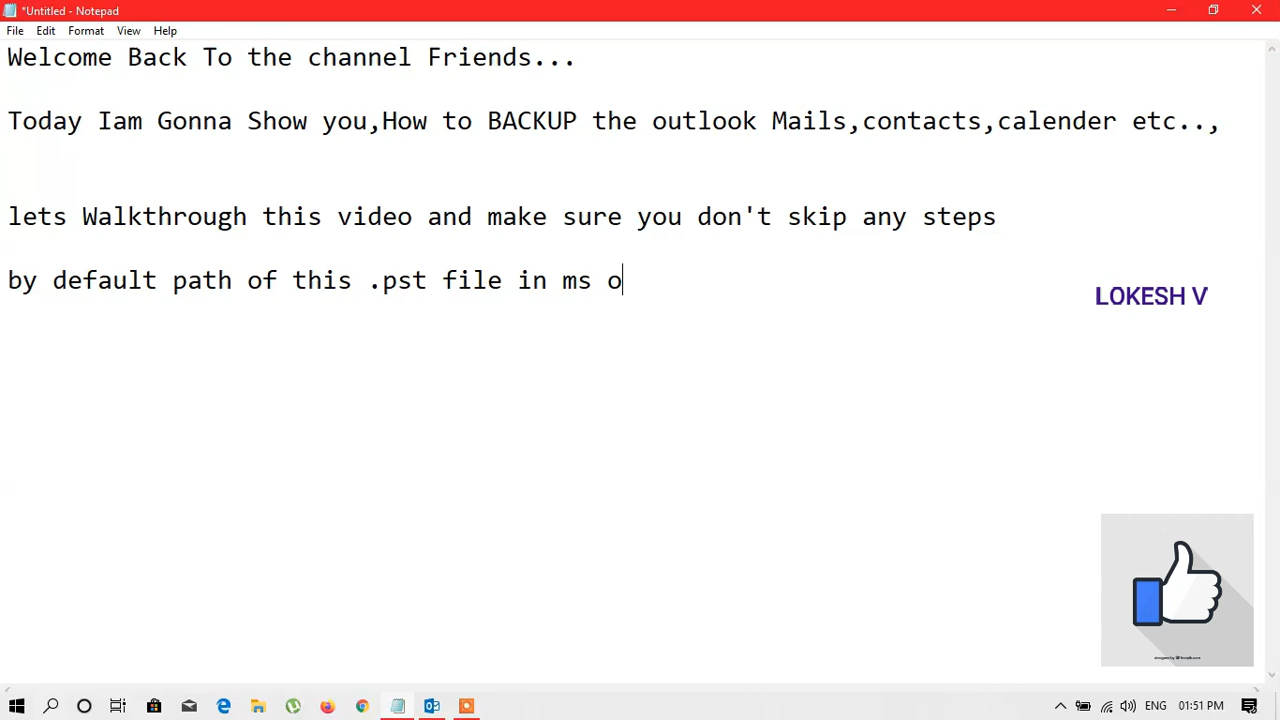 *Untitled - Notepad
File Edit Format View Help
Welcome Back To the channel Friends...
Today Iam Gonna Show you,How to BACKUP the outlook Mails,contacts,calender etc..,
lets Walkthrough this video and make sure you don't skip any steps
by default path of this .pst file in ms o
LOKESH V
ENG 01:51 PM